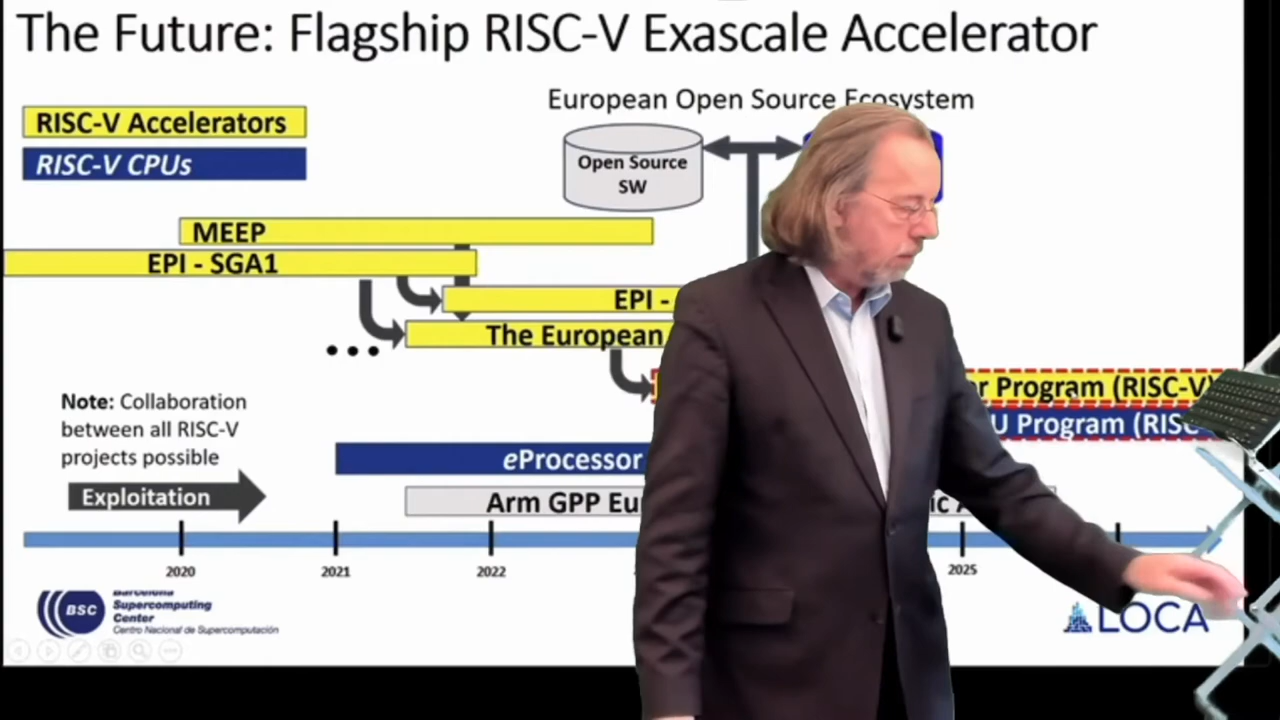 The Future: Flagship RISC-V Exascale Accelerator
European Open Source Ecosystem
RISC-V Accelerators
RISC-V CPUs
Open Source
SW
MEEP
EPI - SGA1
EPI -
The European
r Program (RISC-V)
U Program (RISC-
Note: Collaboration
between all RISC-V
projects possible
Exploitation
eProcessor
Arm GPP Eu
ic
2020
2021
2022
2025
BSC
Barcelona
Supercomputing
Center
Centro Nacional de Supercomputación
LOCA